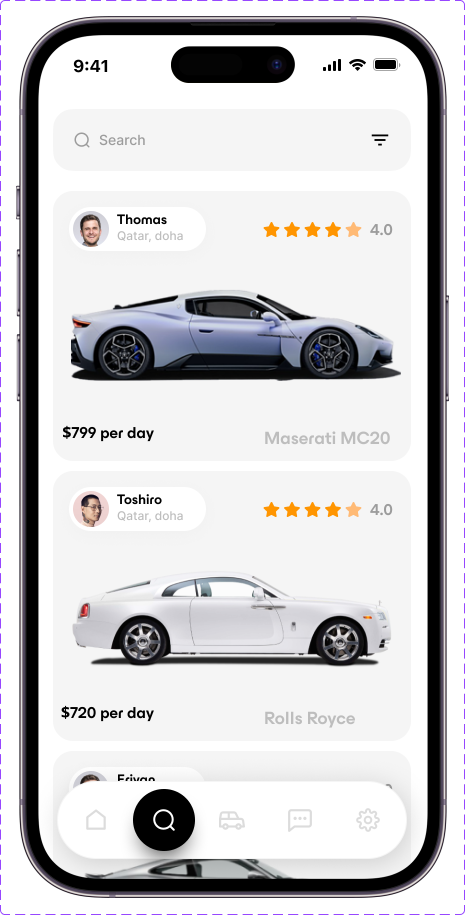 9:41
Search
Thomas
Qatar, doha
4.0
$799 per day
Maserati MC20
Toshiro
Qatar, doha
4.0
$720 per day
Rolls Royce